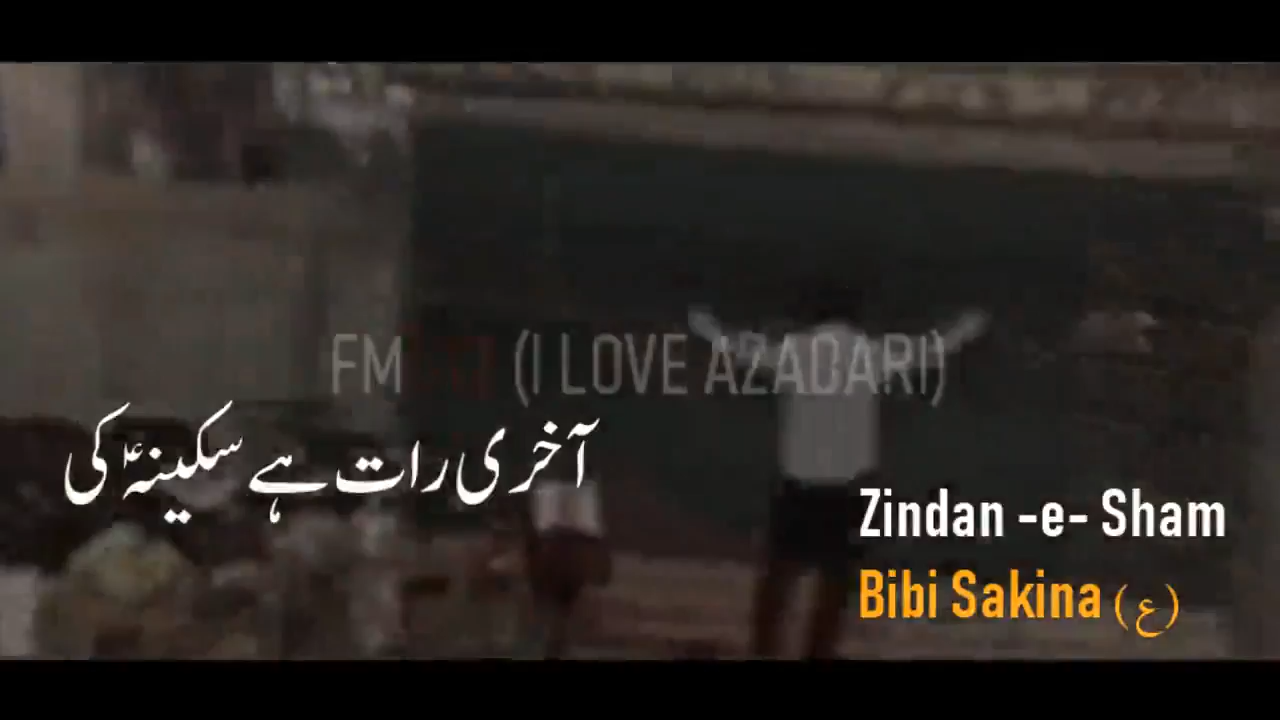 FM (I LOVE AZADARI)
آخری رات ہے سکینہؑ کی
Zindan -e- Sham
Bibi Sakina (ع)